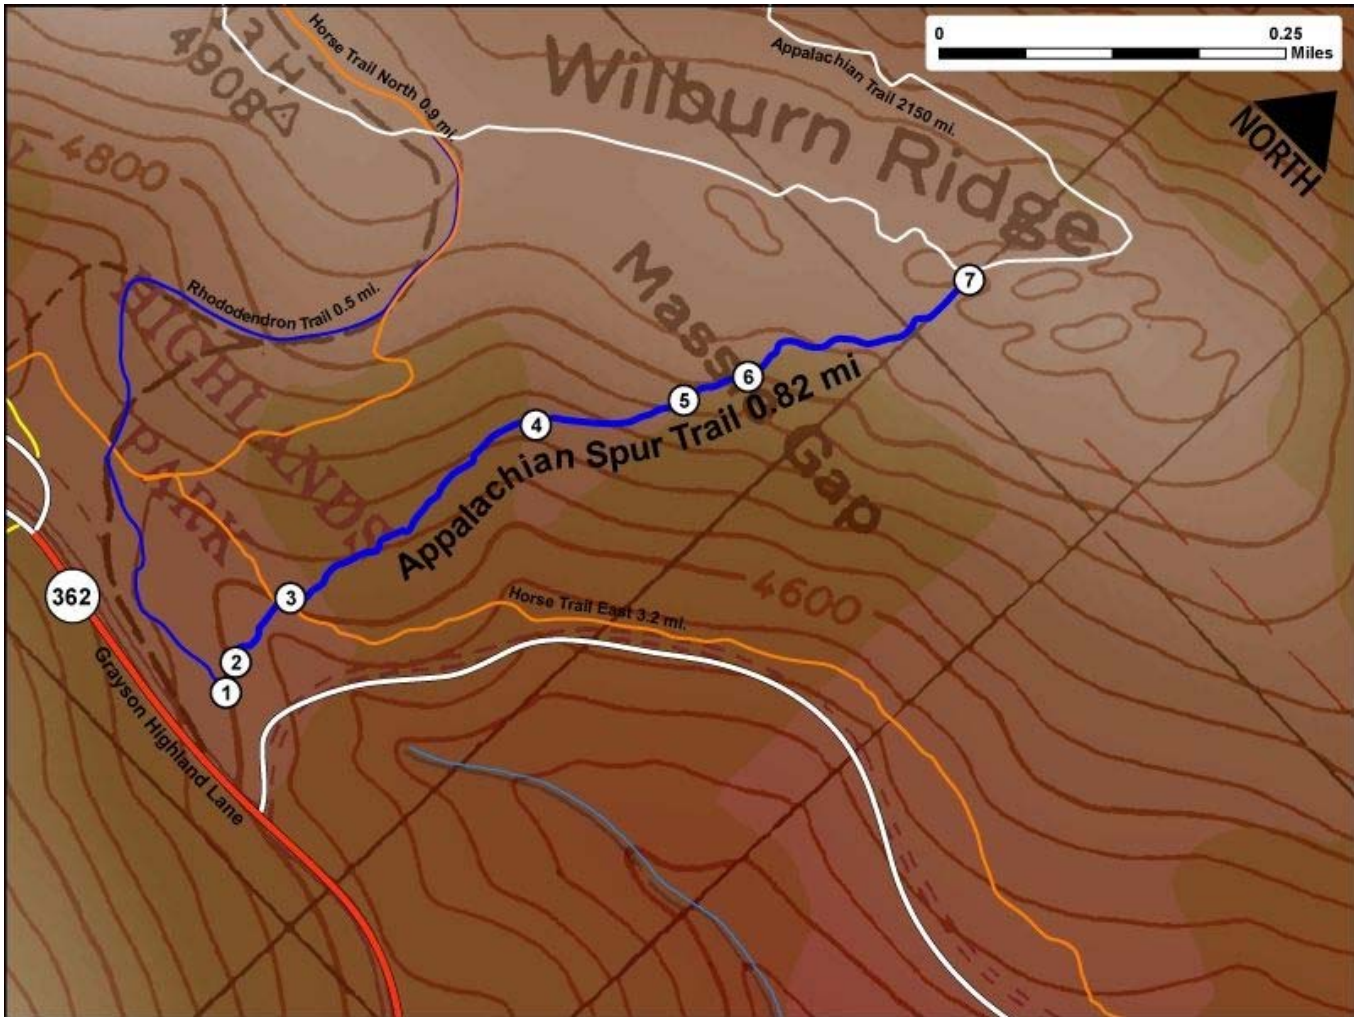 0 0.25
Miles
NORTH
Horse Trail North 0.9 mi.
Appalachian Trail 2150 mi.
Wilburn Ridge
4908
4800
Rhododendron Trail 0.5 mi.
HIGHLANDS
PARK
Massie Gap
7
6
5
4
Appalachian Spur Trail 0.82 mi
3
2
1
4600
Horse Trail East 3.2 mi.
362
Grayson Highland Lane